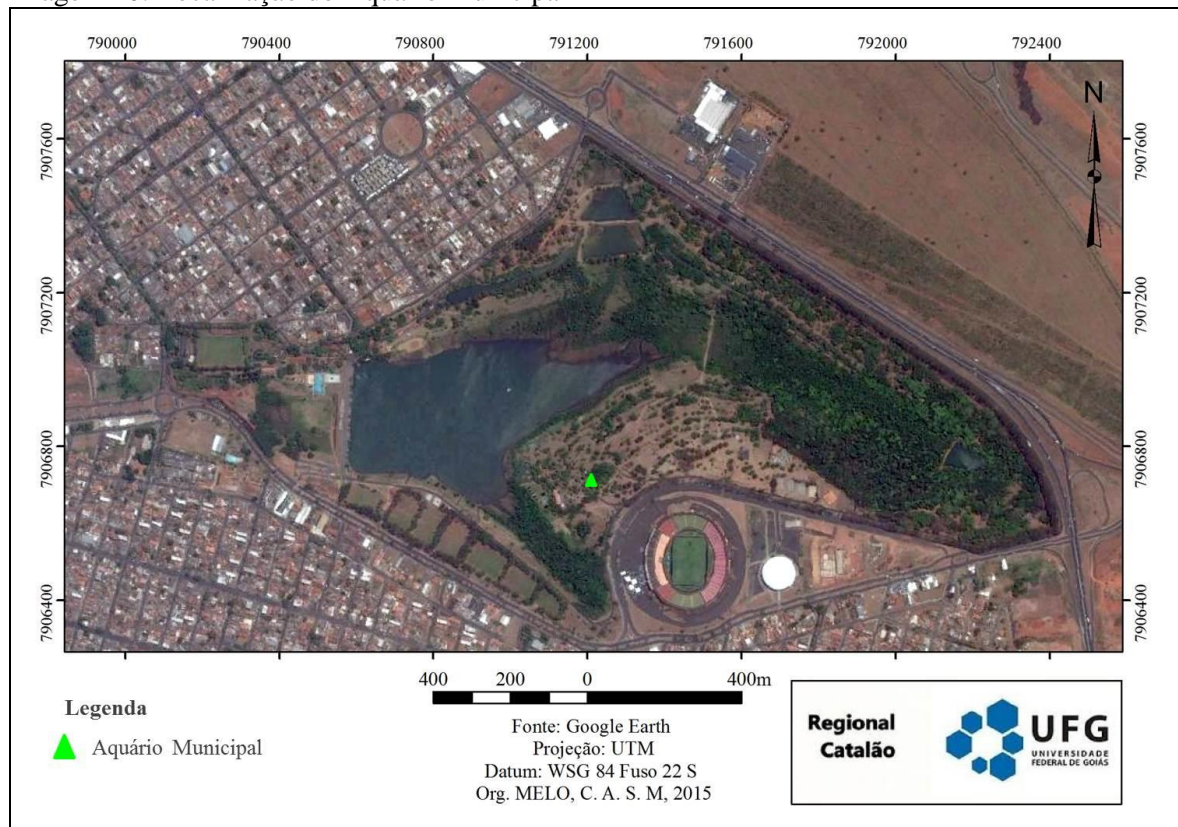 790000 790400 790800 791200 791600 792000 792400
N
7907600 7907600
7907200 7907200
7906800 7906800
7906400 7906400
400 200 0 400m
Legenda
Aquário Municipal
Fonte: Google Earth
Projeção: UTM
Datum: WSG 84 Fuso 22 S
Org. MELO, C. A. S. M, 2015
Regional
Catalão
UFG
UNIVERSIDADE
FEDERAL DE GOIÁS